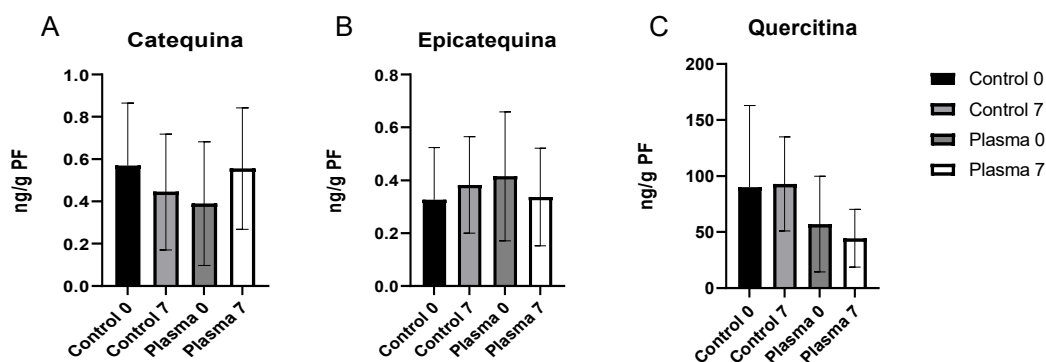 A
Catequina
ng/g PF
1.0
0.8
0.6
0.4
0.2
0.0
Control 0
Control 7
Plasma 0
Plasma 7
B
Epicatequina
ng/g PF
0.8
0.6
0.4
0.2
0.0
Control 0
Control 7
Plasma 0
Plasma 7
C
Quercitina
ng/g PF
200
150
100
50
0
Control 0
Control 7
Plasma 0
Plasma 7
Control 0
Control 7
Plasma 0
Plasma 7